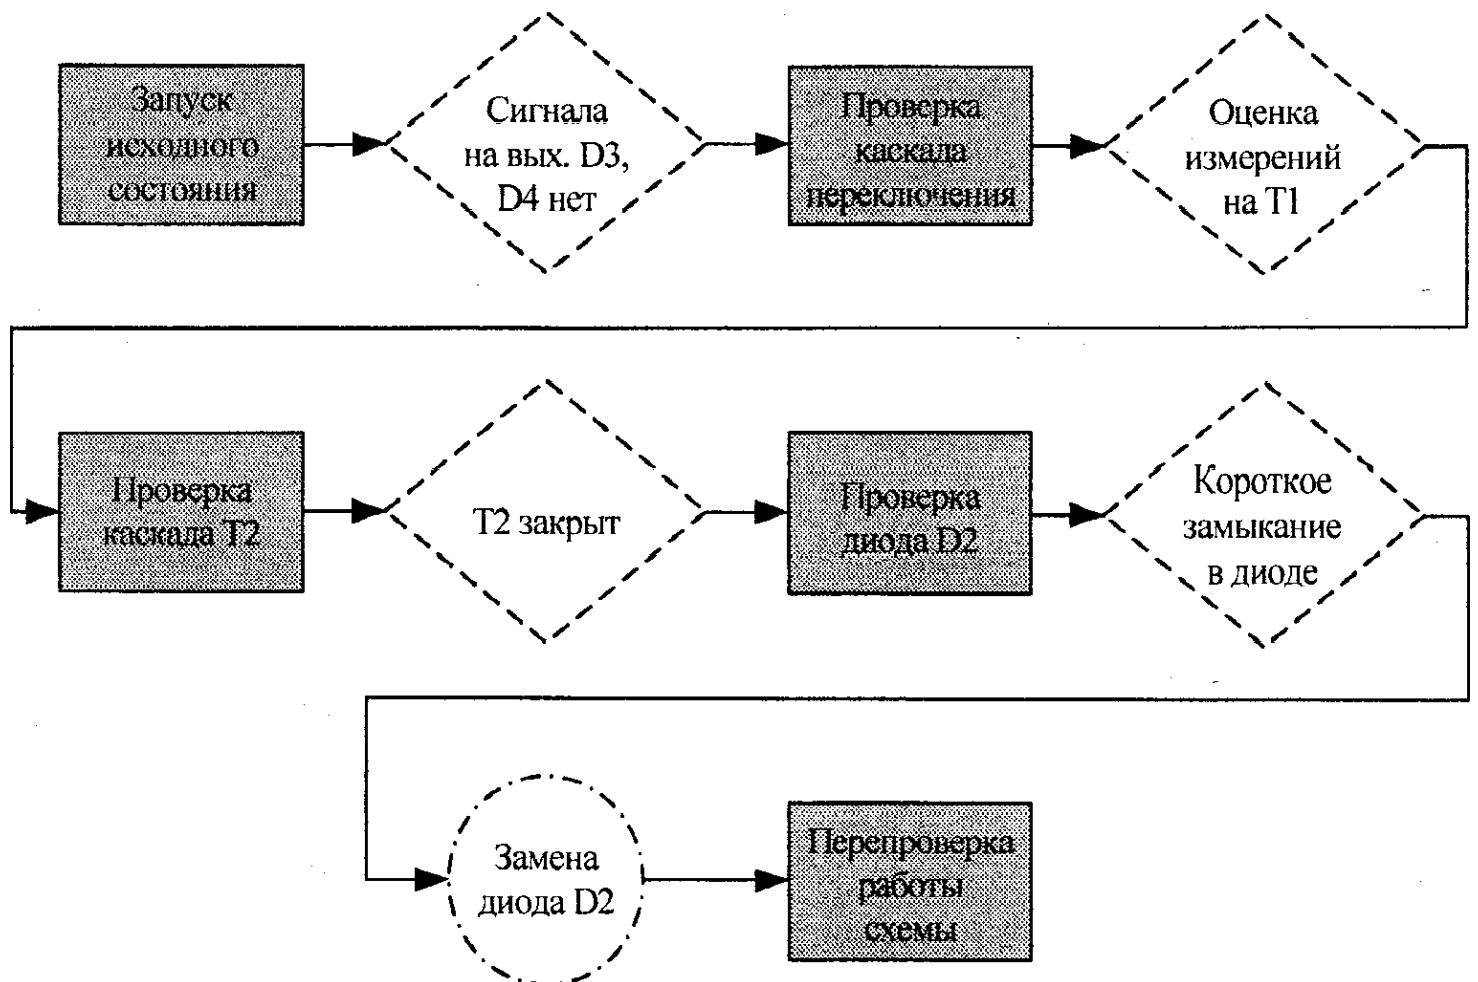 Запуск
исходного
состояния
Сигнала
на вых. D3,
D4 нет
Проверка
каскала
переключения
Оценка
измерений
на T1
Проверка
каскада T2
T2 закрыт
Проверка
диода D2
Короткое
замыкание
в диоде
Замена
диода D2
Перепроверка
работы
схемы